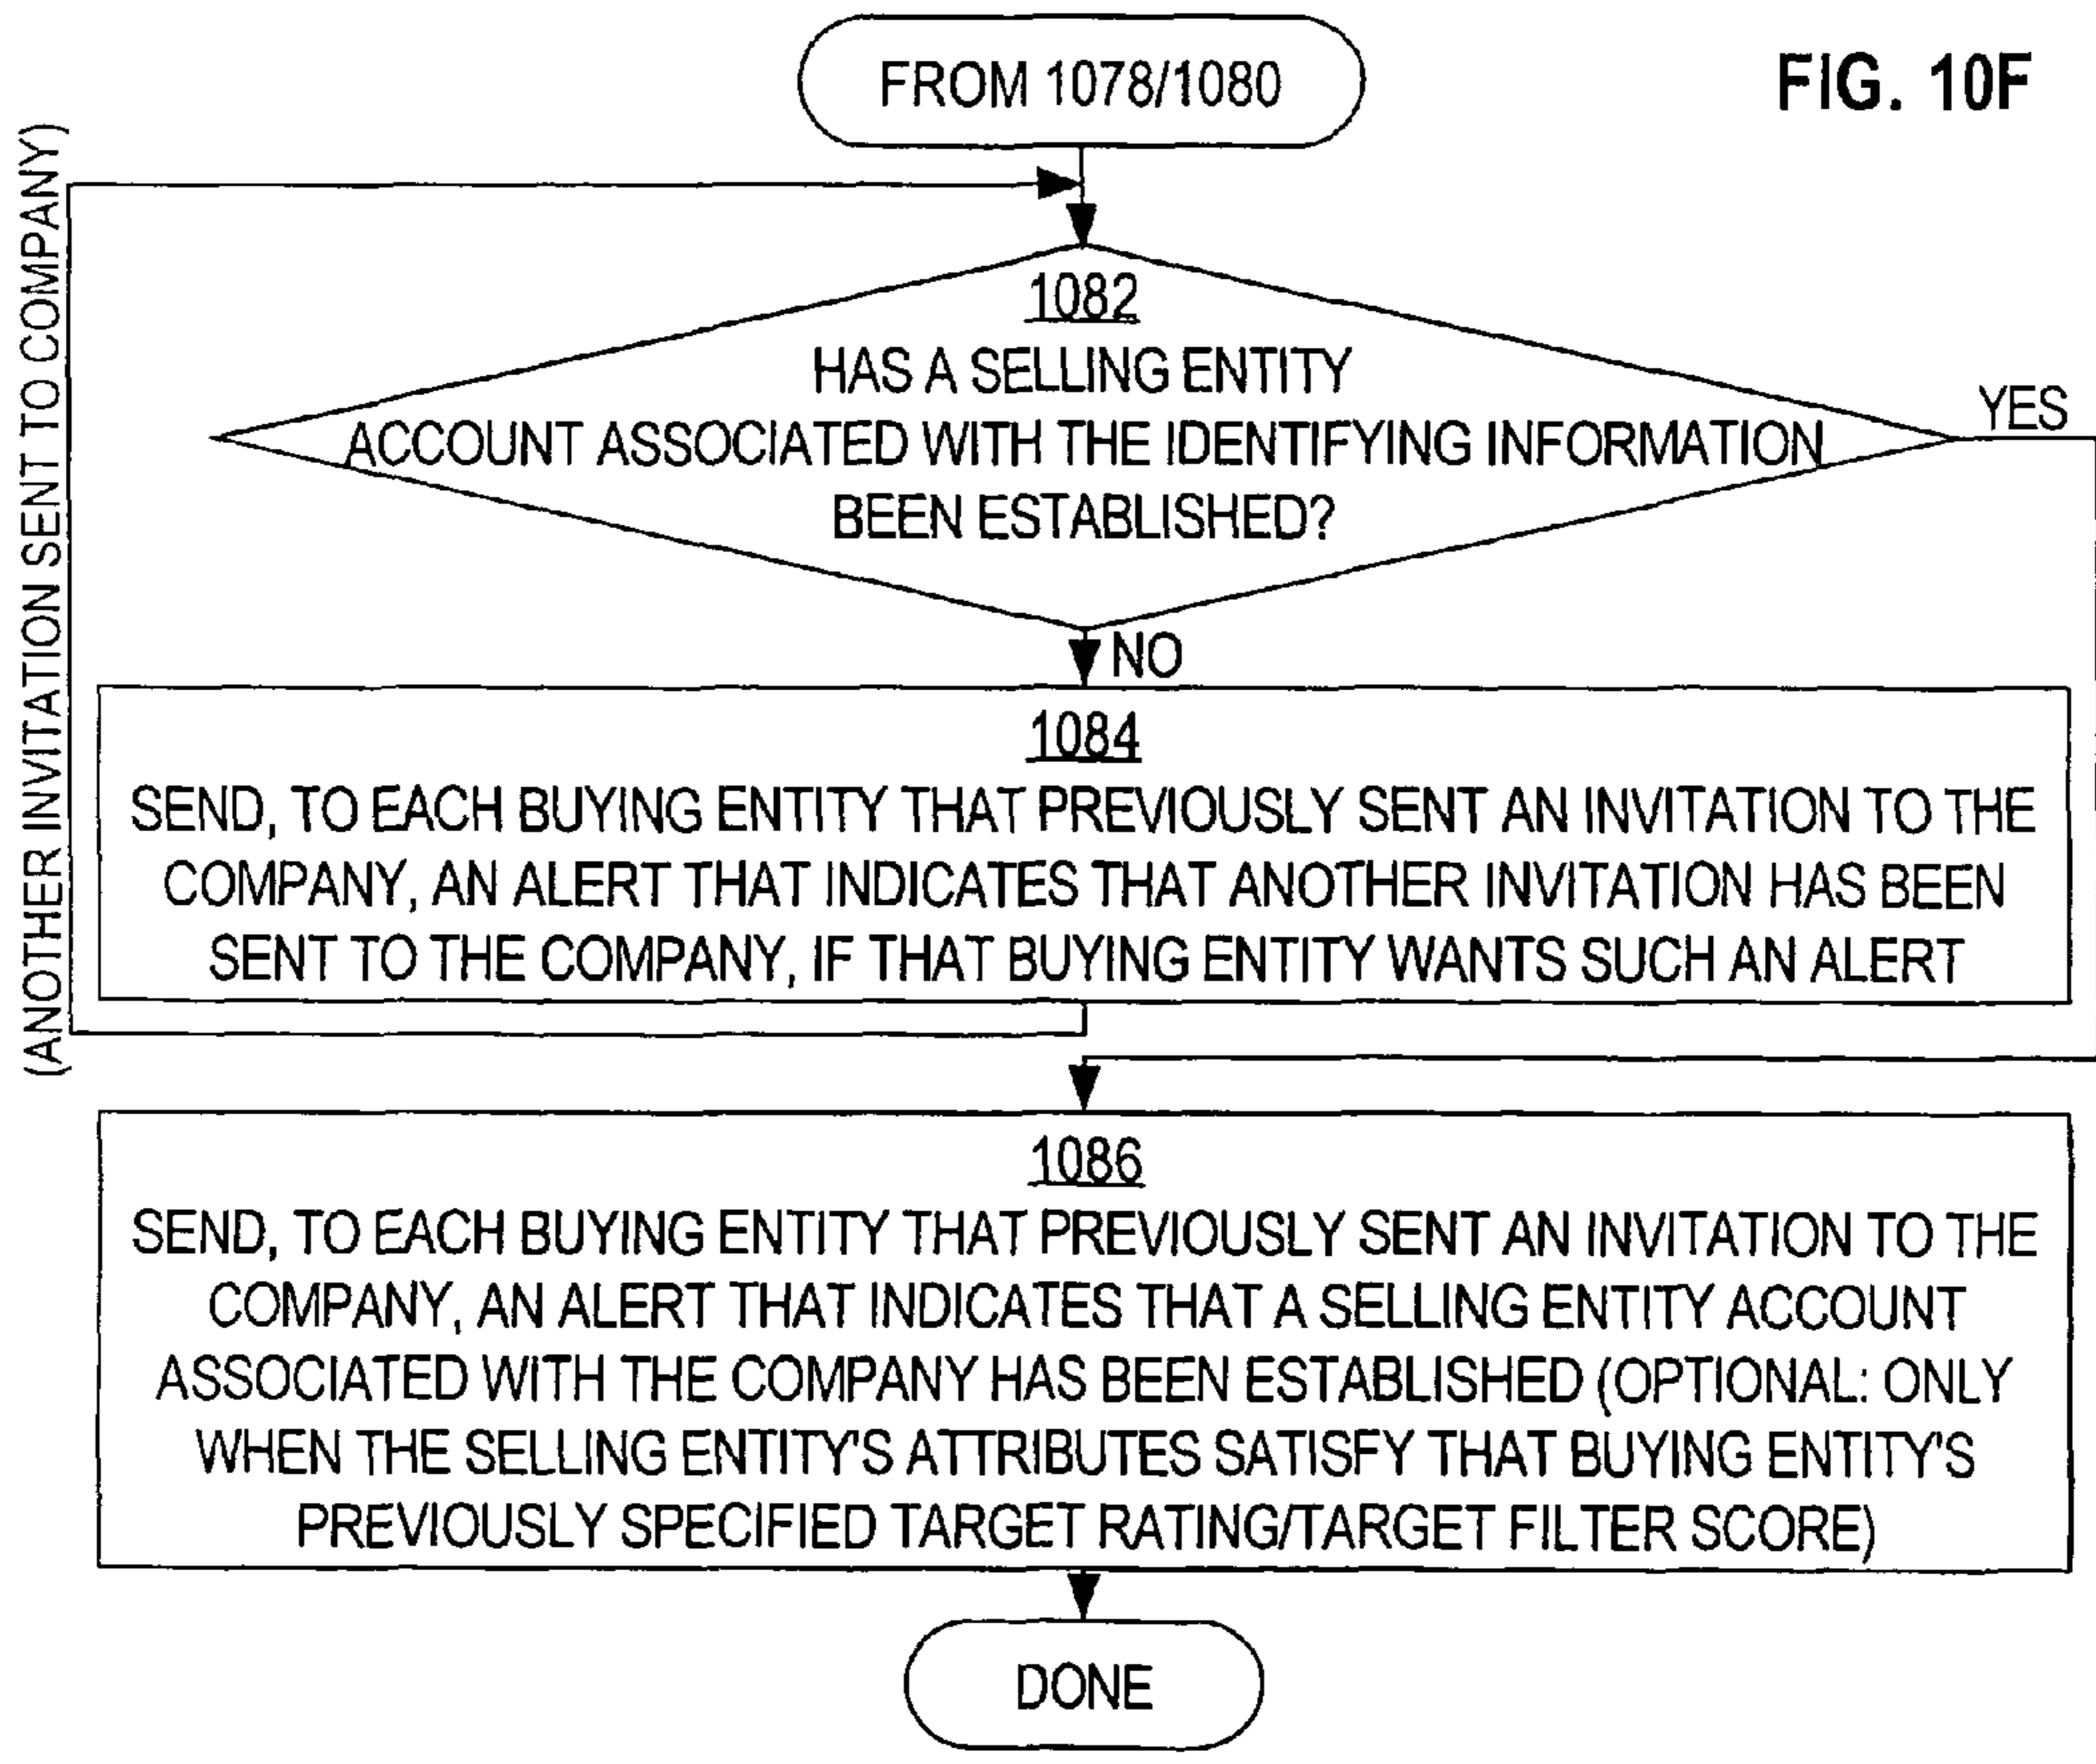 FROM 1078/1080
FIG. 10F
(ANOTHER INVITATION SENT TO COMPANY)
1082
HAS A SELLING ENTITY
ACCOUNT ASSOCIATED WITH THE IDENTIFYING INFORMATION
BEEN ESTABLISHED?
YES
NO
1084
SEND, TO EACH BUYING ENTITY THAT PREVIOUSLY SENT AN INVITATION TO THE
COMPANY, AN ALERT THAT INDICATES THAT ANOTHER INVITATION HAS BEEN
SENT TO THE COMPANY, IF THAT BUYING ENTITY WANTS SUCH AN ALERT
1086
SEND, TO EACH BUYING ENTITY THAT PREVIOUSLY SENT AN INVITATION TO THE
COMPANY, AN ALERT THAT INDICATES THAT A SELLING ENTITY ACCOUNT
ASSOCIATED WITH THE COMPANY HAS BEEN ESTABLISHED (OPTIONAL: ONLY
WHEN THE SELLING ENTITY'S ATTRIBUTES SATISFY THAT BUYING ENTITY'S
PREVIOUSLY SPECIFIED TARGET RATING/TARGET FILTER SCORE)
DONE